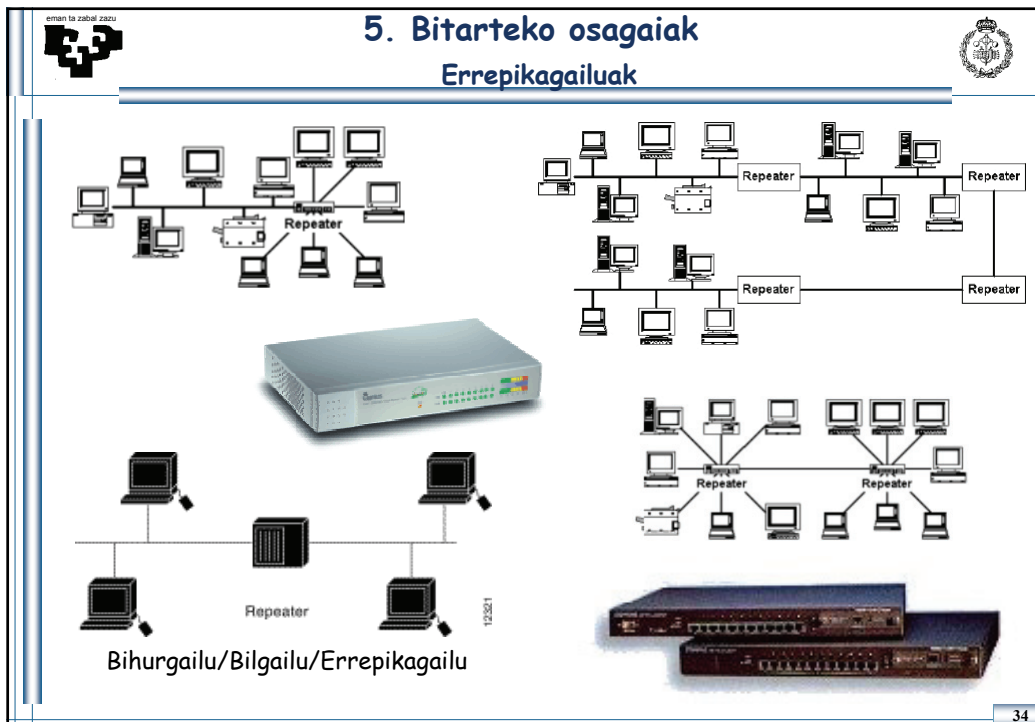 eman ta zabal zazu
5. Bitarteko osagaiak
Errepikagailuak
Repeater
Repeater
Repeater
Repeater
Repeater
Repeater
Repeater
Repeater
12321
Bihurgailu/Bilgailu/Errepikagailu
34